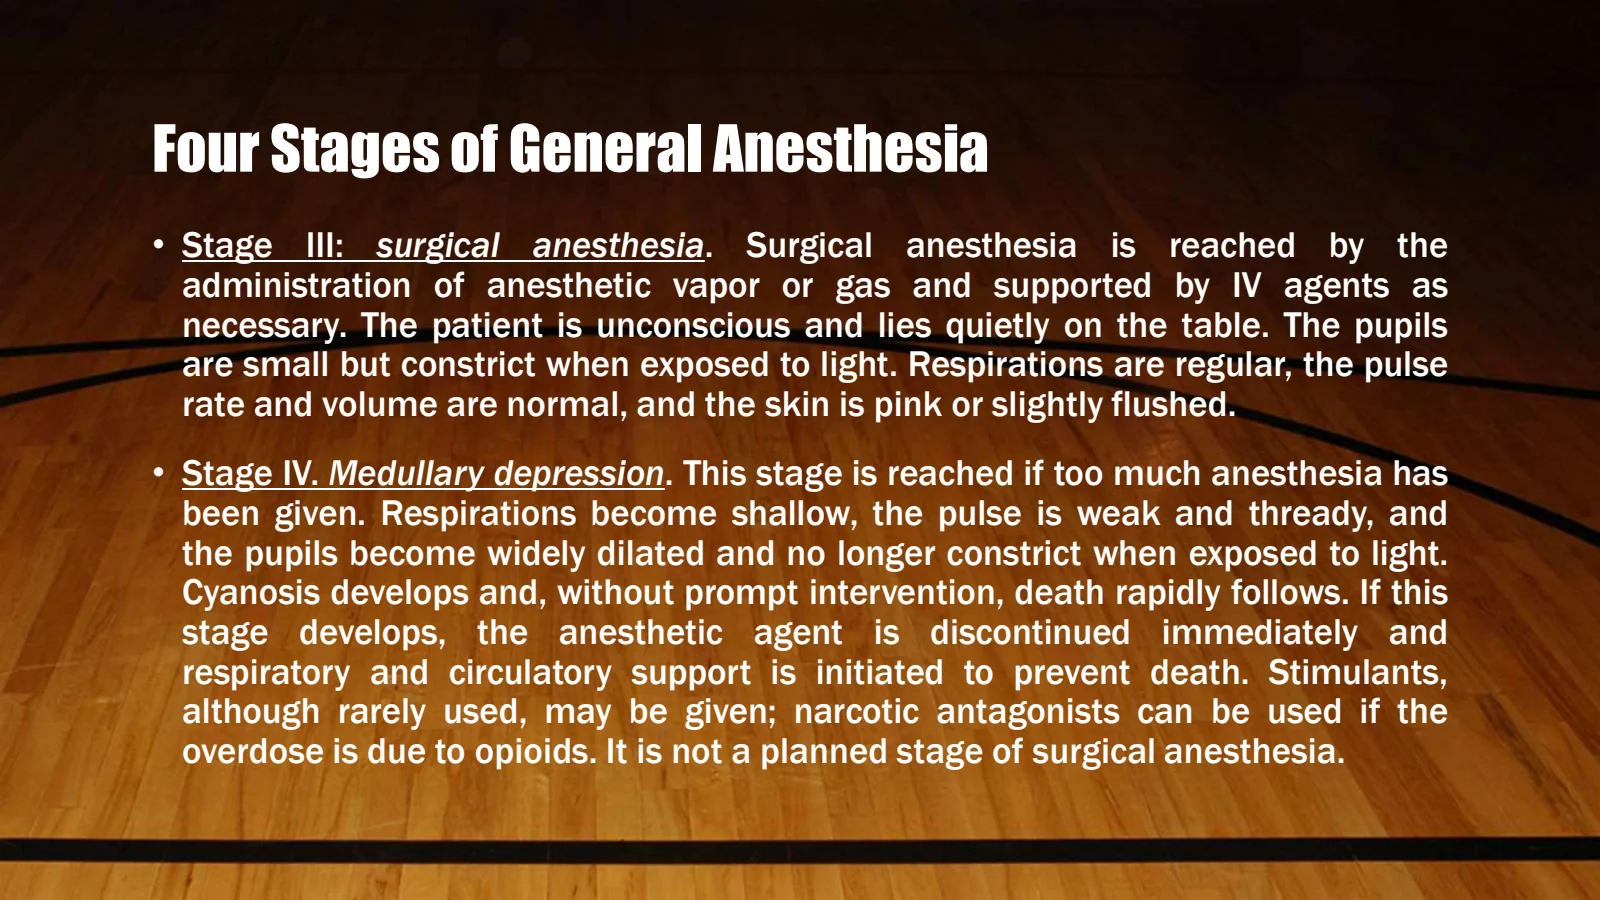 Four Stages of General Anesthesia
• Stage III: surgical anesthesia. Surgical anesthesia is reached by the
administration of anesthetic vapor or gas and supported by IV agents as
necessary. The patient is unconscious and lies quietly on the table. The pupils
are small but constrict when exposed to light. Respirations are regular, the pulse
rate and volume are normal, and the skin is pink or slightly flushed.
• Stage IV. Medullary depression. This stage is reached if too much anesthesia has
been given. Respirations become shallow, the pulse is weak and thready, and
the pupils become widely dilated and no longer constrict when exposed to light.
Cyanosis develops and, without prompt intervention, death rapidly follows. If this
stage develops, the anesthetic agent is discontinued immediately and
respiratory and circulatory support is initiated to prevent death. Stimulants,
although rarely used, may be given; narcotic antagonists can be used if the
overdose is due to opioids. It is not a planned stage of surgical anesthesia.